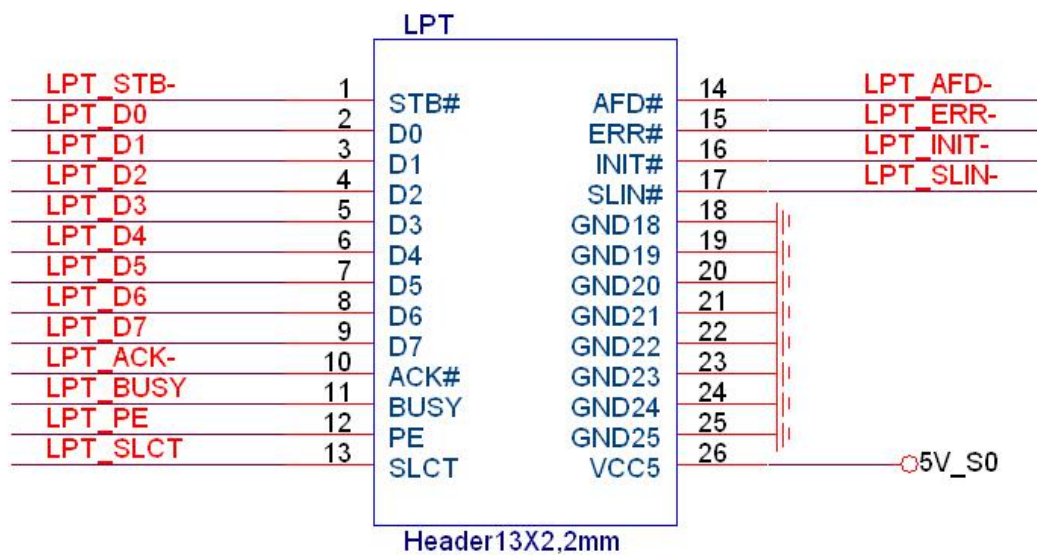 LPT
LPT_STB- 1 STB# AFD# 14 LPT_AFD-
LPT_D0 2 D0 ERR# 15 LPT_ERR-
LPT_D1 3 D1 INIT# 16 LPT_INIT-
LPT_D2 4 D2 SLIN# 17 LPT_SLIN-
LPT_D3 5 D3 GND18 18
LPT_D4 6 D4 GND19 19
LPT_D5 7 D5 GND20 20
LPT_D6 8 D6 GND21 21
LPT_D7 9 D7 GND22 22
LPT_ACK- 10 ACK# GND23 23
LPT_BUSY 11 BUSY GND24 24
LPT_PE 12 PE GND25 25
LPT_SLCT 13 SLCT VCC5 26 5V_S0
Header13X2,2mm